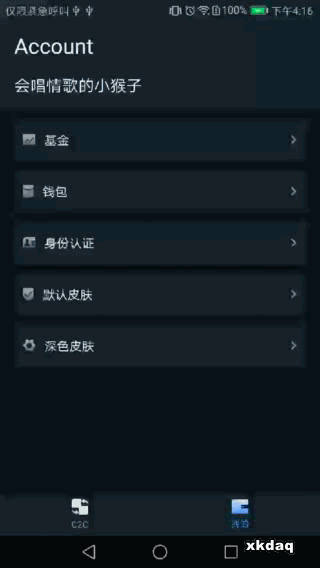 仅限紧急呼叫 100% 下午4:16
Account
会唱情歌的小猴子
基金
钱包
身份认证
默认皮肤
深色皮肤
C2C
xkdaq